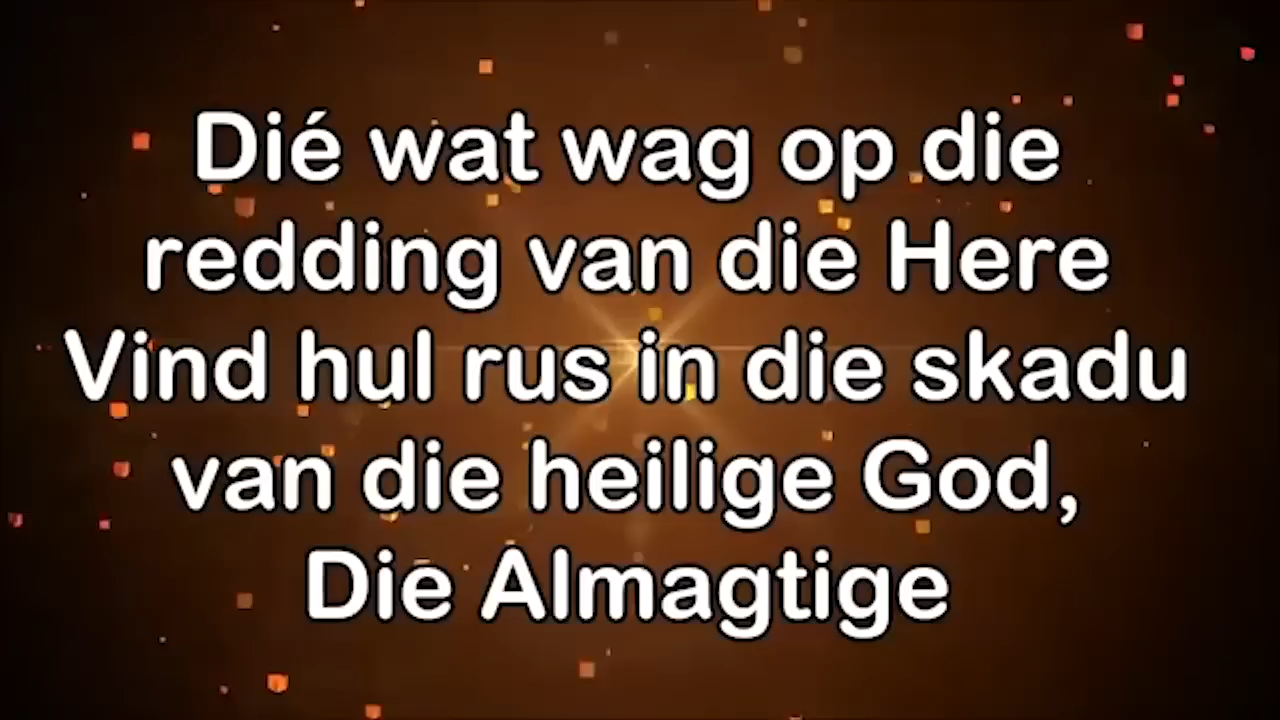 Dié wat wag op die
redding van die Here
Vind hul rus in die skadu
van die heilige God,
Die Almagtige